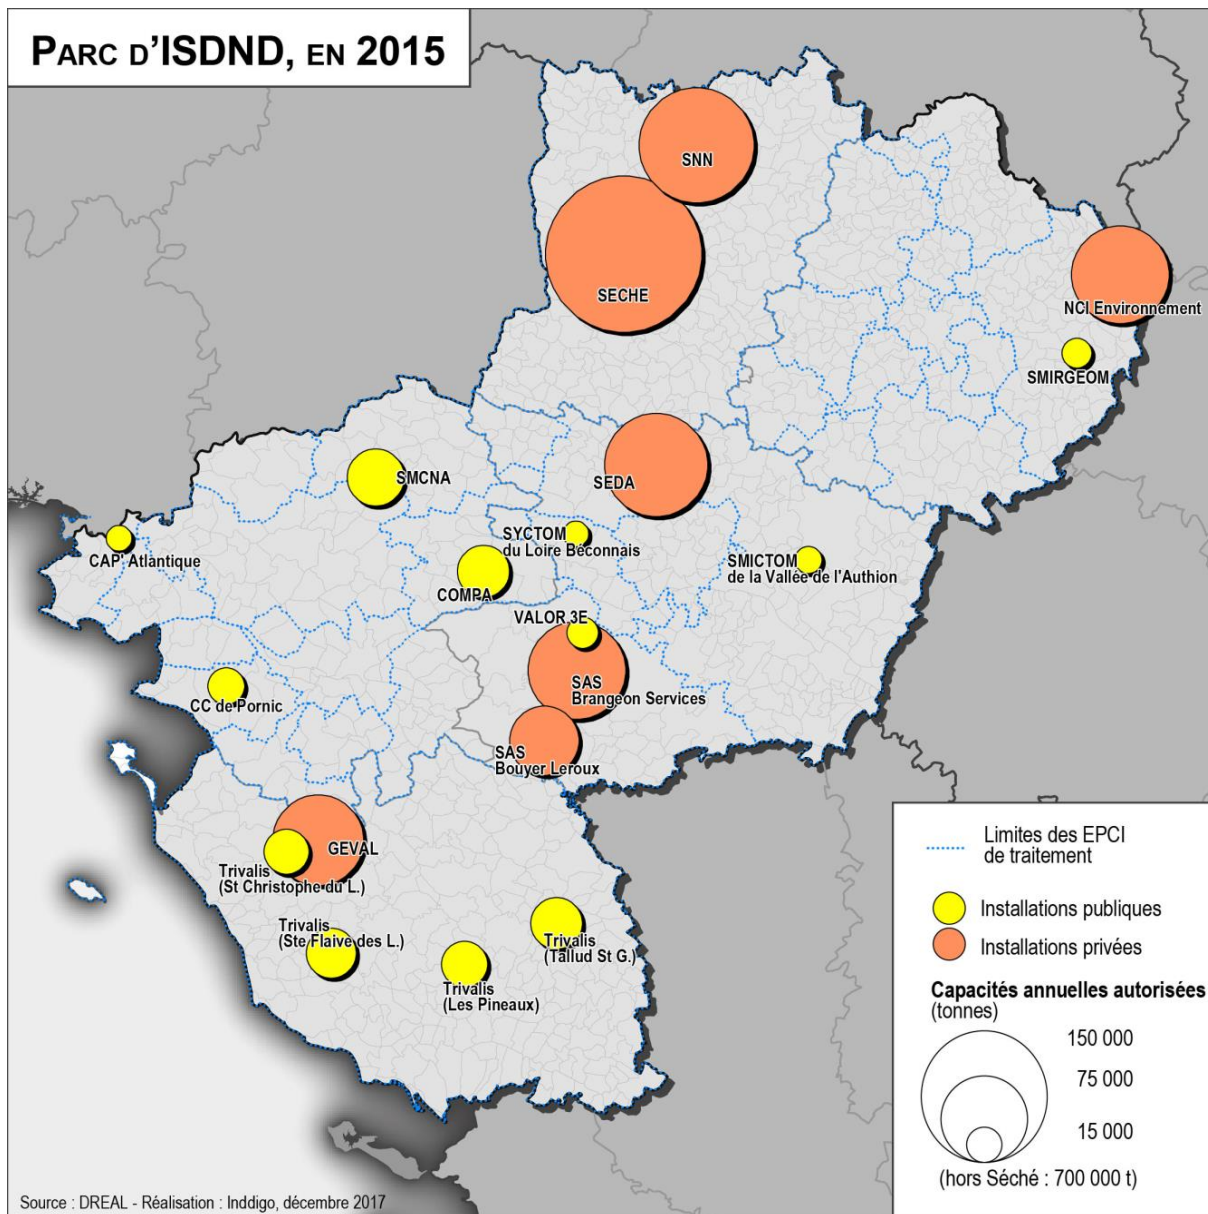 PARC D'ISDND, EN 2015
SNN
SECHE
NCI Environnement
SMIRGEOM
SMCNA
SEDA
SYCTOM
du Loire Béconnais
CAP' Atlantique
SMICTOM
de la Vallée de l'Authion
COMPA
VALOR 3E
SAS
Brangeon Services
CC de Pornic
SAS
Bouyer Leroux
GEVAL
Trivalis
(St Christophe du L.)
Trivalis
(Ste Flaive des L.)
Trivalis
(Tallud St G.)
Trivalis
(Les Pineaux)
Limites des EPCI
de traitement
Installations publiques
Installations privées
Capacités annuelles autorisées
(tonnes)
150 000
75 000
15 000
(hors Séché : 700 000 t)
Source : DREAL - Réalisation : Inddigo, décembre 2017